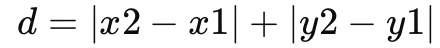 d = |x2 − x1| + |y2 − y1|